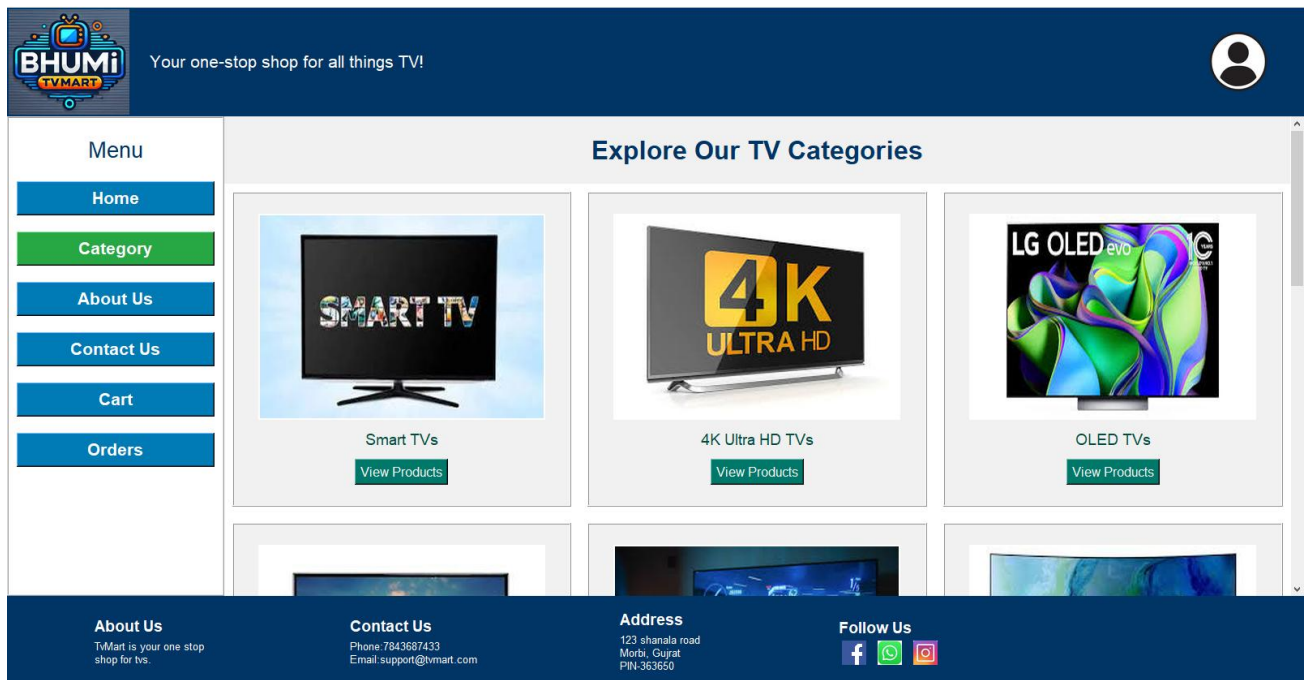 BHUMi
TVMART
Your one-stop shop for all things TV!
Menu
Home
Category
About Us
Contact Us
Cart
Orders
Explore Our TV Categories
SMART TV
Smart TVs
View Products
4K
ULTRA HD
4K Ultra HD TVs
View Products
LG OLED evo
10
OLED TVs
View Products
About Us
TvMart is your one stop
shop for tvs.
Contact Us
Phone:7843687433
Email:support@tvmart.com
Address
123 shanala road
Morbi, Gujrat
PIN-363650
Follow Us